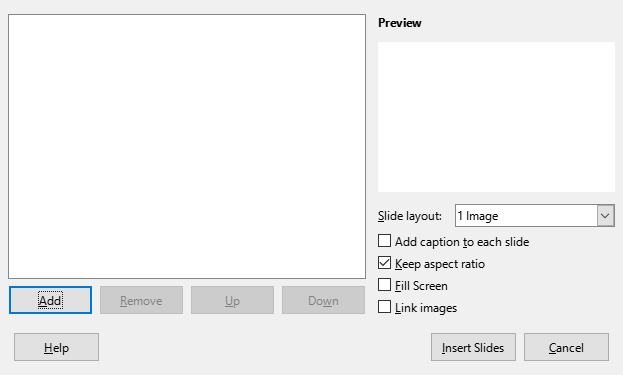 Preview
Slide layout: 1 Image
Add caption to each slide
Keep aspect ratio
Fill Screen
Link images
Add Remove Up Down
Help Insert Slides Cancel